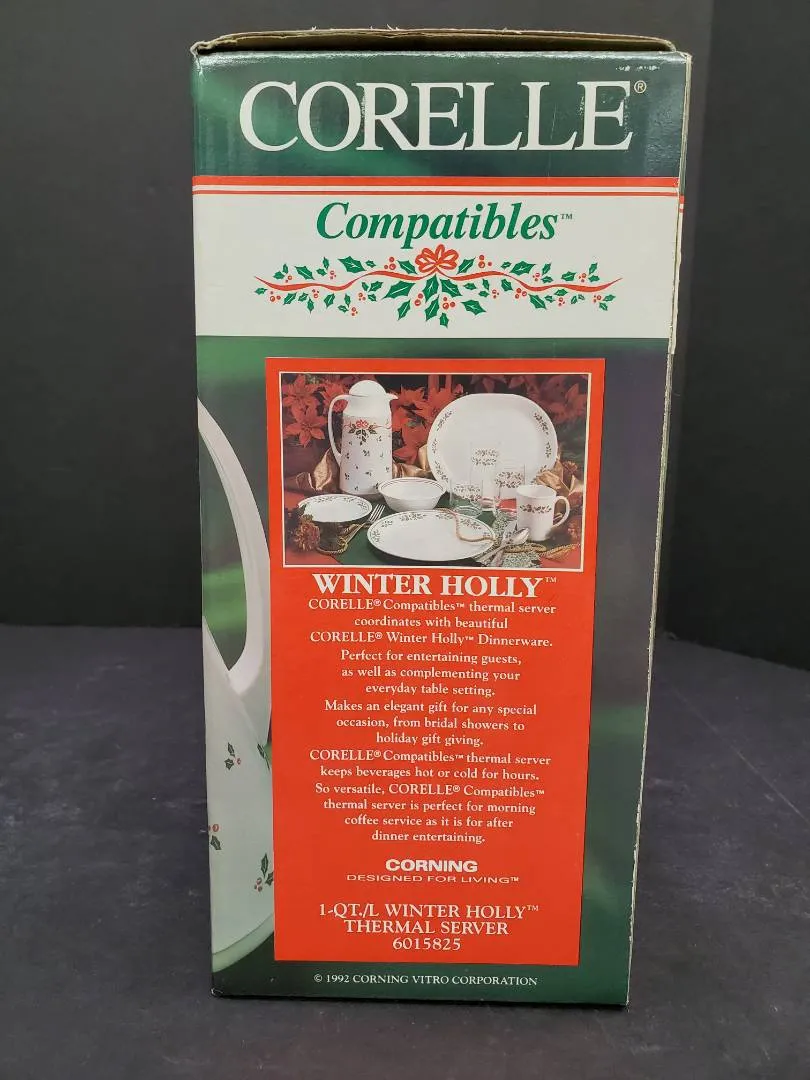 CORELLE®
Compatibles™
WINTER HOLLY™
CORELLE® Compatibles™ thermal server
coordinates with beautiful
CORELLE® Winter Holly™ Dinnerware.
Perfect for entertaining guests,
as well as complementing your
everyday table setting.
Makes an elegant gift for any special
occasion, from bridal showers to
holiday gift giving.
CORELLE® Compatibles™ thermal server
keeps beverages hot or cold for hours.
So versatile, CORELLE® Compatibles™
thermal server is perfect for morning
coffee service as it is for after
dinner entertaining.
CORNING
DESIGNED FOR LIVING™
1-QT./L WINTER HOLLY™
THERMAL SERVER
6015825
© 1992 CORNING VITRO CORPORATION